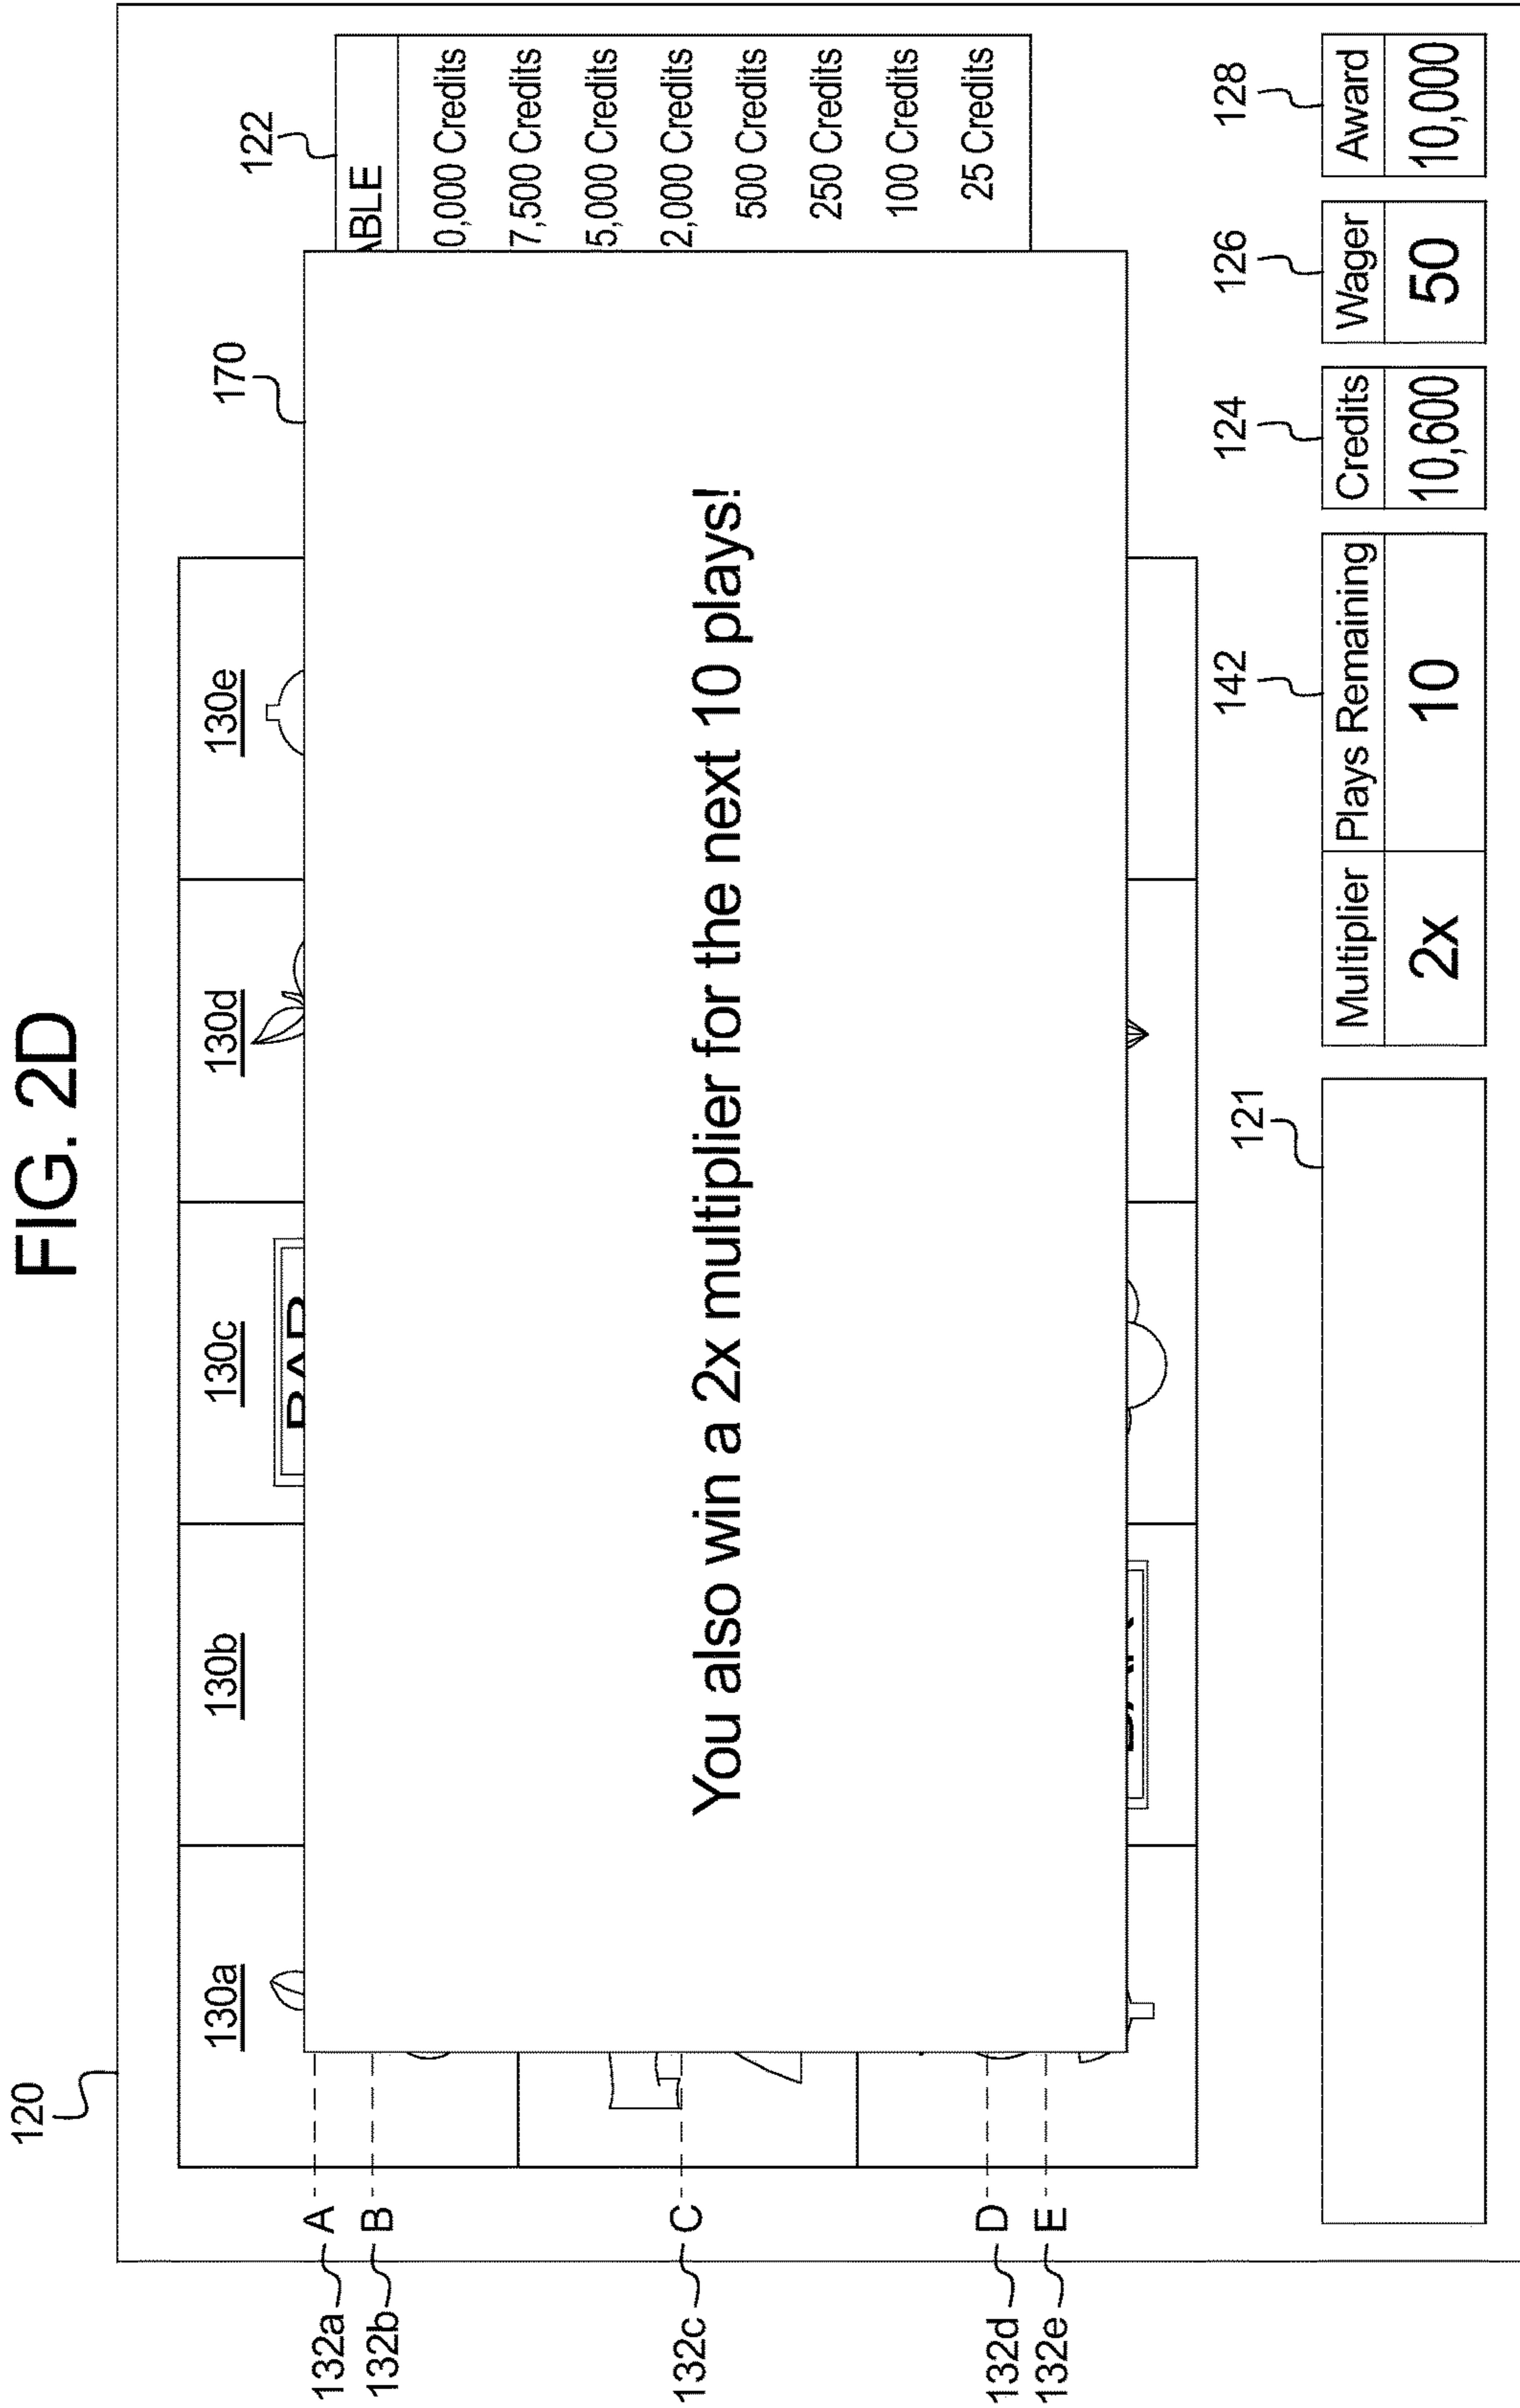 FIG. 2D
120
130a
130b
130c
130d
130e
170
122
ABLE
0,000 Credits
7,500 Credits
5,000 Credits
2,000 Credits
500 Credits
250 Credits
100 Credits
25 Credits
You also win a 2x multiplier for the next 10 plays!
132a A
132b B
132c C
132d D
132e E
121
142
124
126
128
Multiplier Plays Remaining Credits Wager Award
2x 10 10,600 50 10,000